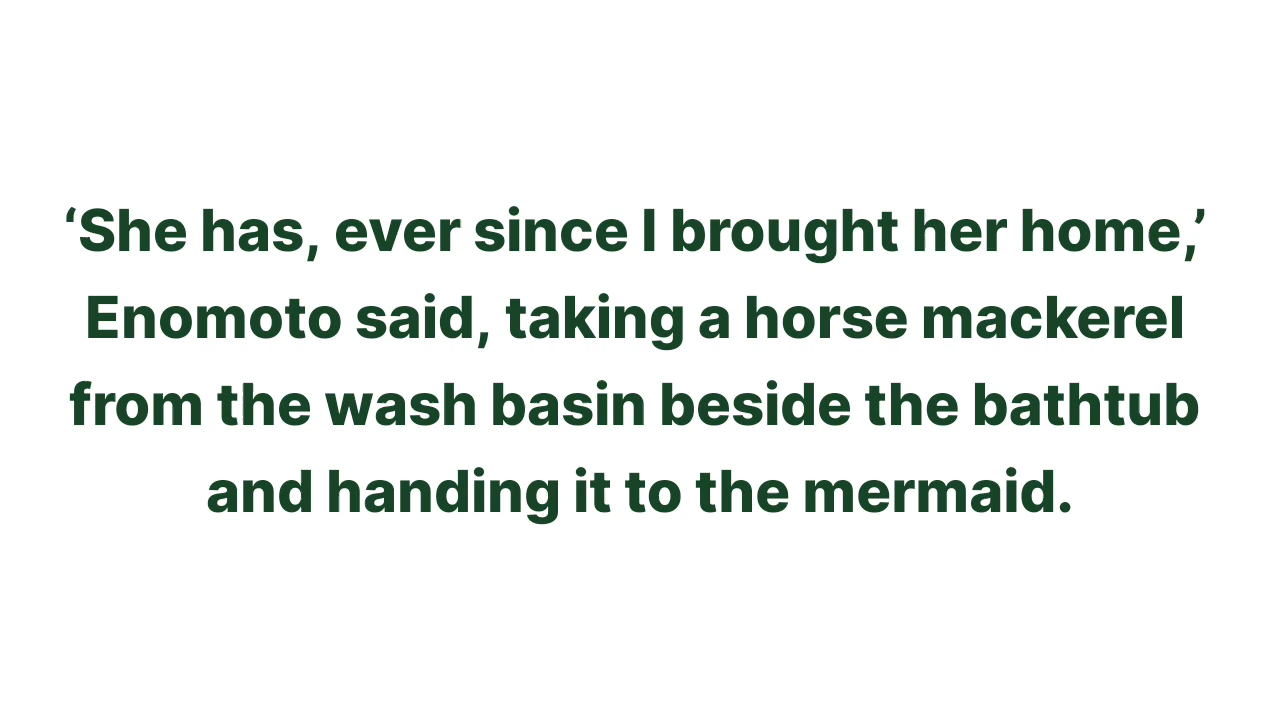 ‘She has, ever since I brought her home,’
Enomoto said, taking a horse mackerel
from the wash basin beside the bathtub
and handing it to the mermaid.